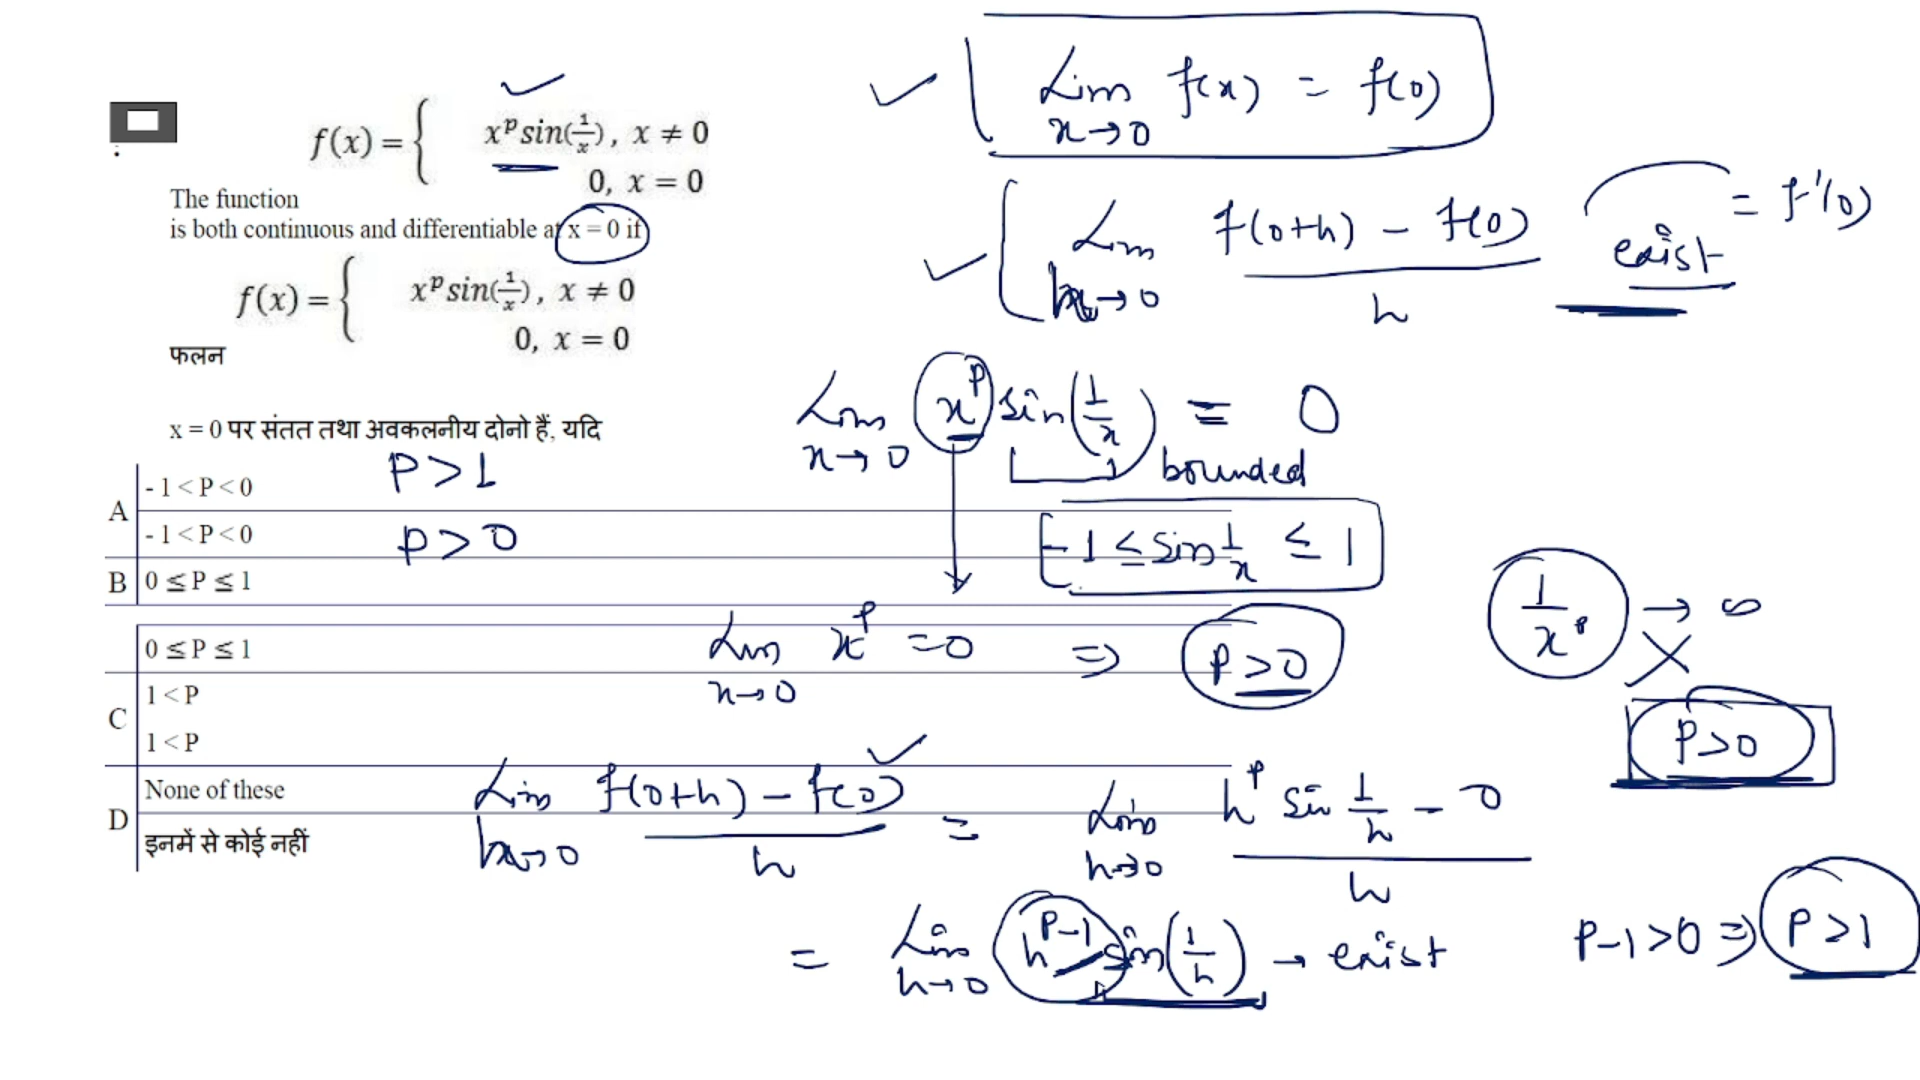 f(x) = { x^p sin(1/x), x ≠ 0
0, x = 0
The function
is both continuous and differentiable at x = 0 if
f(x) = { x^p sin(1/x), x ≠ 0
0, x = 0
फलन
x = 0 पर संतत तथा अवकलनीय दोनो हैं, यदि
A
- 1 < P < 0
- 1 < P < 0
B
0 ≤ P ≤ 1
0 ≤ P ≤ 1
C
1 < P
1 < P
D
None of these
इनमें से कोई नहीं
P > 1
P > 0
Lim x→0 f(x) = f(0)
Lim h→0 (f(0+h) - f(0))/h exist = f'(0)
Lim x→0 x^p sin(1/x) = 0
bounded
-1 ≤ sin 1/x ≤ 1
Lim x→0 x^p = 0 ⇒ P > 0
1/x^p → ∞
P > 0
Lim h→0 (f(0+h) - f(0))/h = Lim h→0 (h^p sin 1/h - 0)/h
= Lim h→0 h^(P-1) sin(1/h) → exist
P-1 > 0 ⇒ P > 1